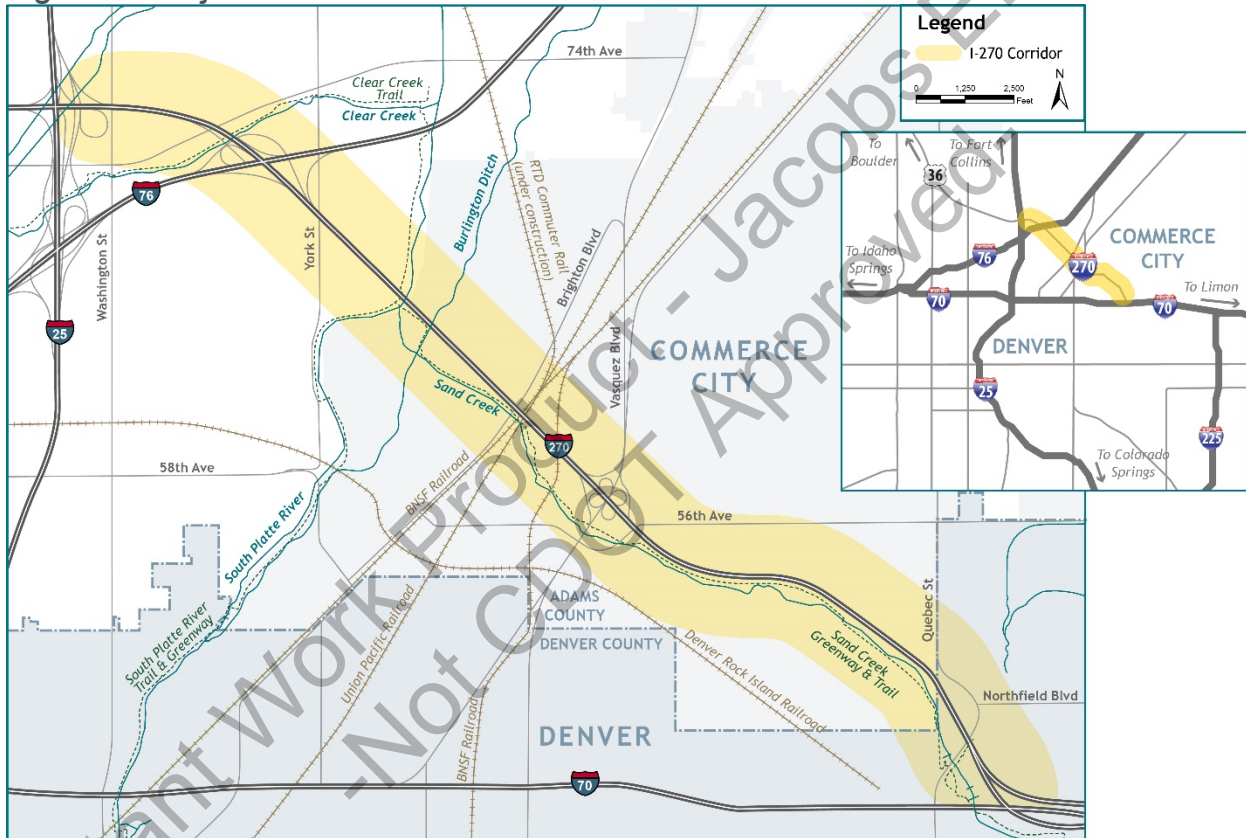 Legend
I-270 Corridor
0 1,250 2,500
Feet
N
74th Ave
Clear Creek
Trail
Clear Creek
76
Burlington Ditch
RTD Commuter Rail
(under construction)
Brighton Blvd
Washington St
York St
25
Vasquez Blvd
COMMERCE
CITY
Sand Creek
270
58th Ave
BNSF Railroad
56th Ave
South Platte River
South Platte River
Trail & Greenway
Union Pacific Railroad
ADAMS
COUNTY
DENVER COUNTY
Quebec St
Sand Creek
Greenway & Trail
Denver Rock Island Railroad
Northfield Blvd
BNSF Railroad
DENVER
70
To
Boulder
To Fort
Collins
36
COMMERCE
CITY
To Idaho
Springs
76
270
To Limon
70
70
DENVER
25
225
To Colorado
Springs
ant Work Product - Jacobs E
-Not CDOT Approved.